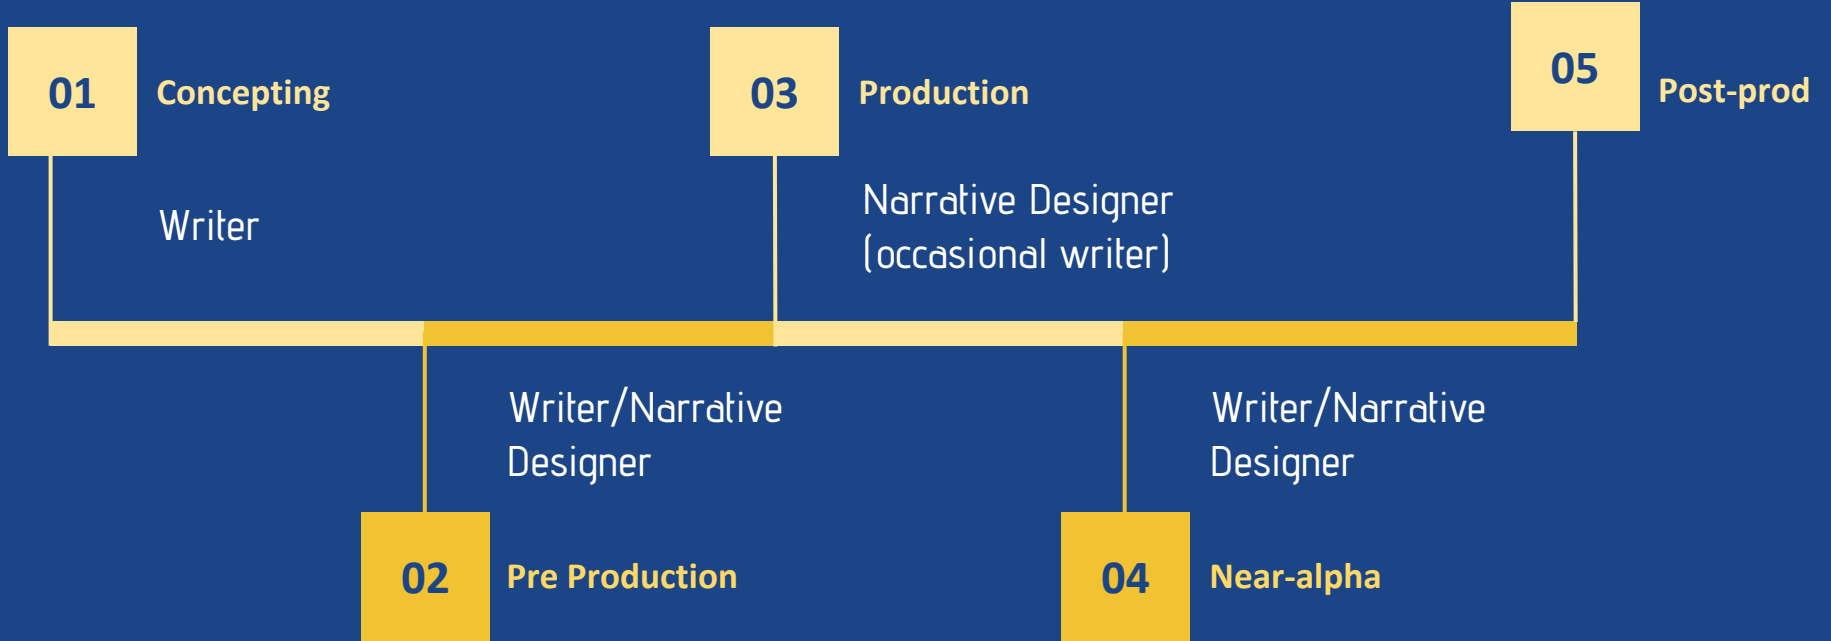 01
Concepting
Writer
02
Pre Production
Writer/Narrative
Designer
03
Production
Narrative Designer
(occasional writer)
04
Near-alpha
Writer/Narrative
Designer
05
Post-prod